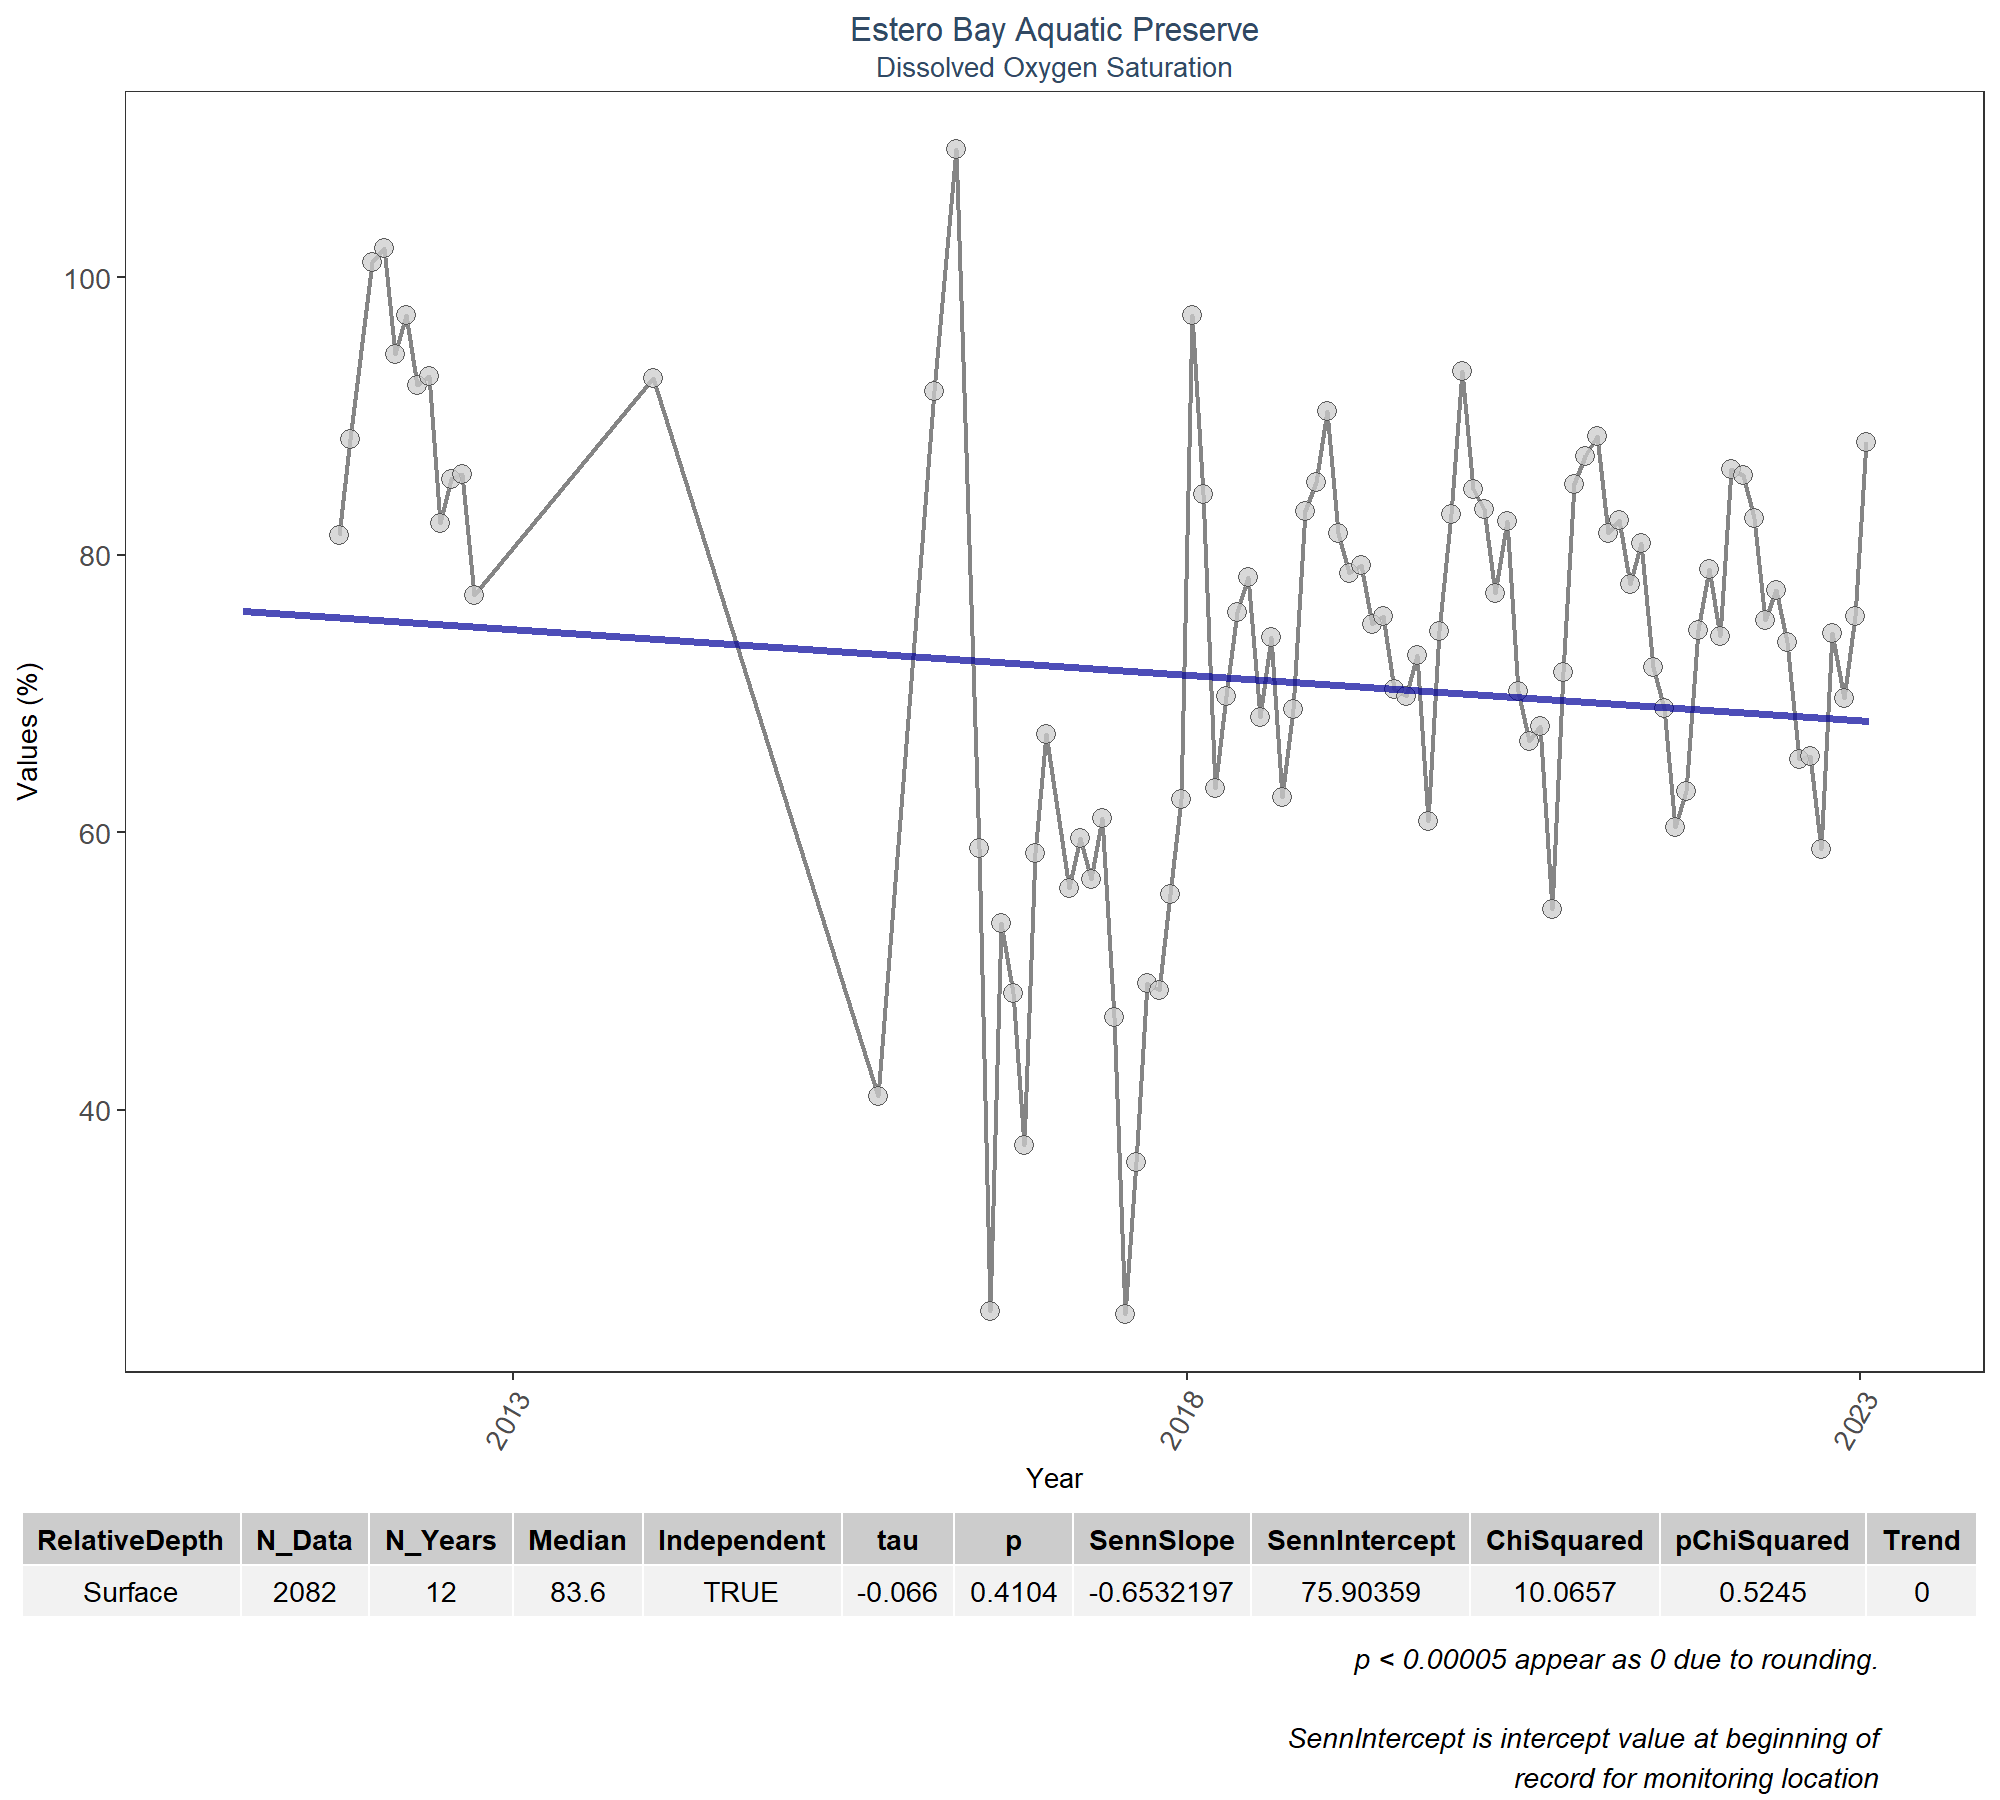 Estero Bay Aquatic Preserve
Dissolved Oxygen Saturation
Values (%)
100
80
60
40
2013
2018
2023
Year
RelativeDepth N_Data N_Years Median Independent tau p SennSlope SennIntercept ChiSquared pChiSquared Trend
Surface 2082 12 83.6 TRUE -0.066 0.4104 -0.6532197 75.90359 10.0657 0.5245 0
p < 0.00005 appear as 0 due to rounding.
SennIntercept is intercept value at beginning of
record for monitoring location